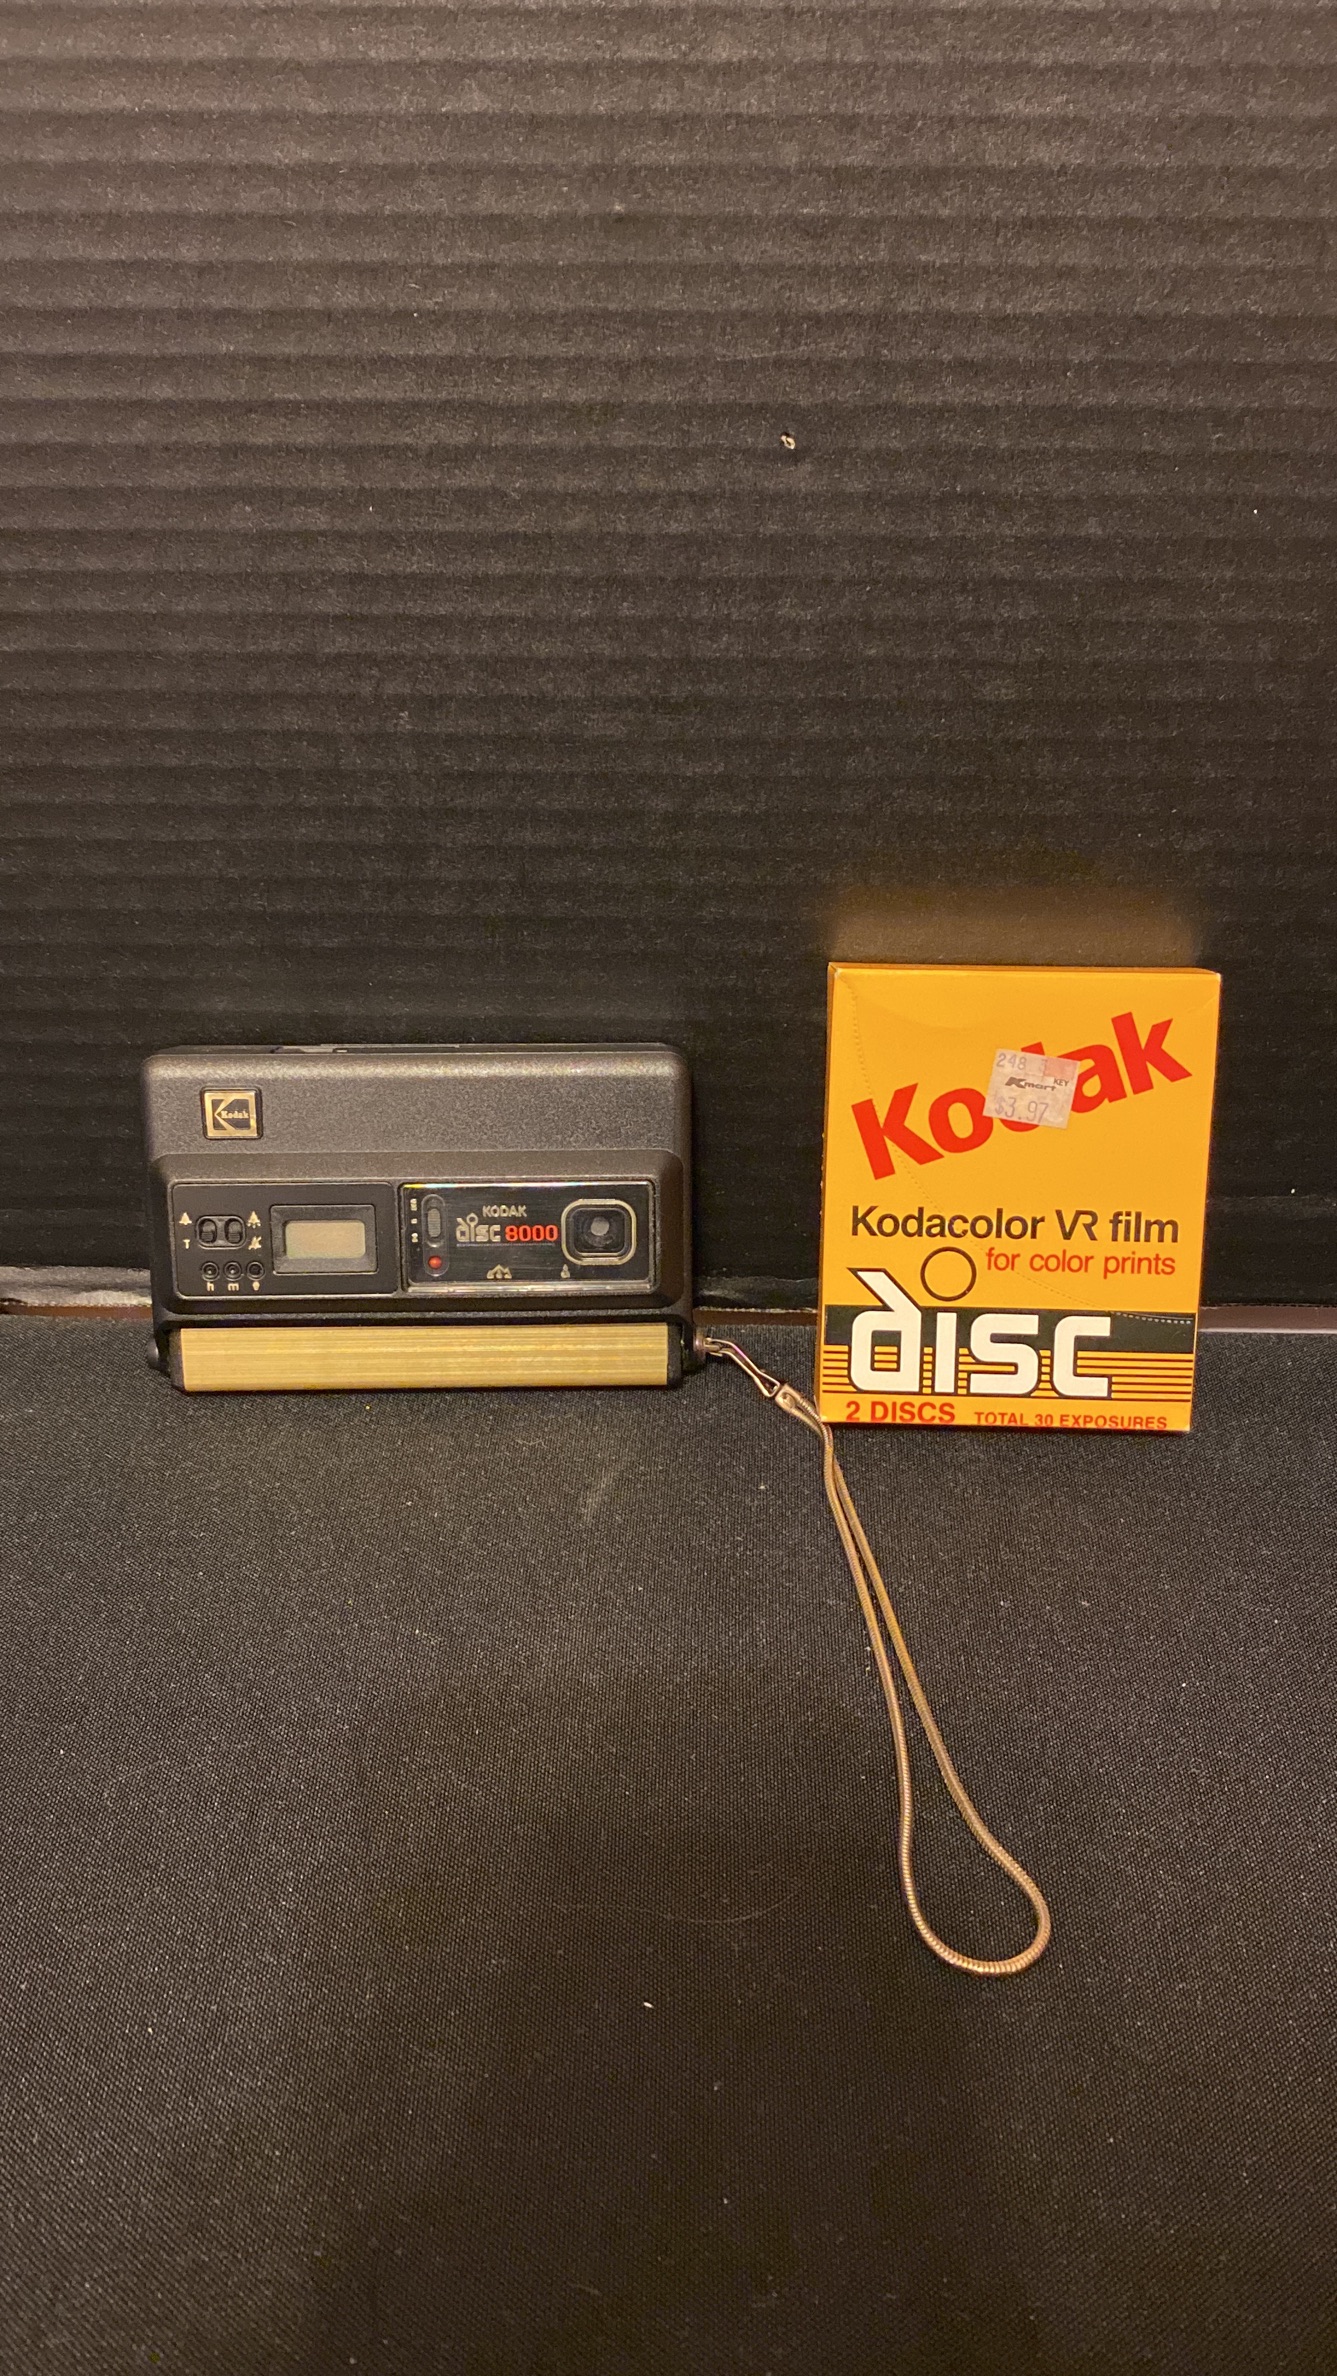 Kodak
KODAK
disc 8000
T
h m
Kodak
248
Kmart KEY
$3.97
Kodacolor VR film
for color prints
disc
2 DISCS TOTAL 30 EXPOSURES